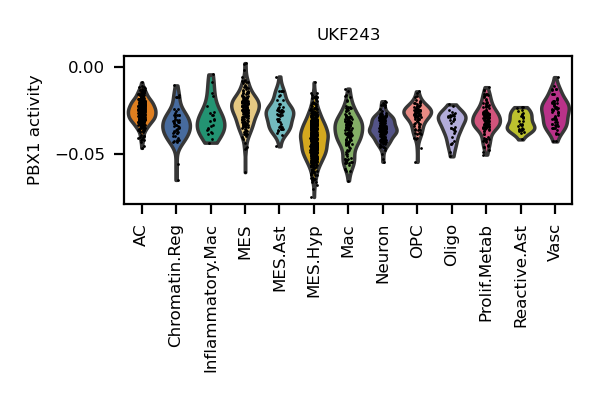 UKF243
PBX1 activity
0.00
−0.05
AC
Chromatin.Reg
Inflammatory.Mac
MES
MES.Ast
MES.Hyp
Mac
Neuron
OPC
Oligo
Prolif.Metab
Reactive.Ast
Vasc